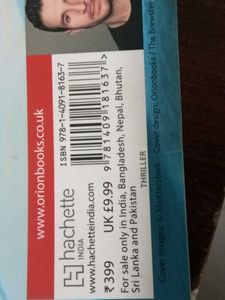 www.orionbooks.co.uk
ISBN 978-1-4091-8163-7
9 781409 181637 >
hachette
INDIA
www.hachetteindia.com
₹ 399 UK £9.99
For sale only in India, Bangladesh, Nepal, Bhutan,
Sri Lanka and Pakistan
THRILLER
Cover images: © Shutterstock Cover design: Orionbooks / The Brewster